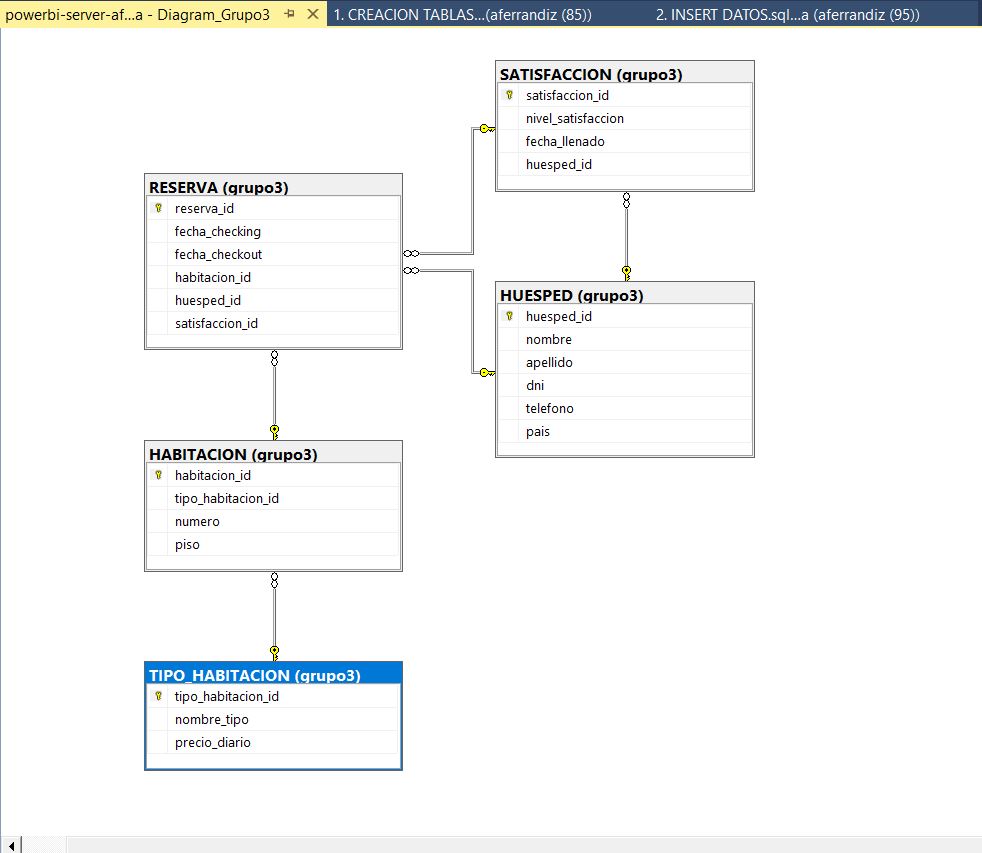 powerbi-server-af...a - Diagram_Grupo3
1. CREACION TABLAS...(aferrandiz (85))
2. INSERT DATOS.sql...a (aferrandiz (95))
SATISFACCION (grupo3)
satisfaccion_id
nivel_satisfaccion
fecha_llenado
huesped_id
RESERVA (grupo3)
reserva_id
fecha_checking
fecha_checkout
habitacion_id
huesped_id
satisfaccion_id
HUESPED (grupo3)
huesped_id
nombre
apellido
dni
telefono
pais
HABITACION (grupo3)
habitacion_id
tipo_habitacion_id
numero
piso
TIPO_HABITACION (grupo3)
tipo_habitacion_id
nombre_tipo
precio_diario